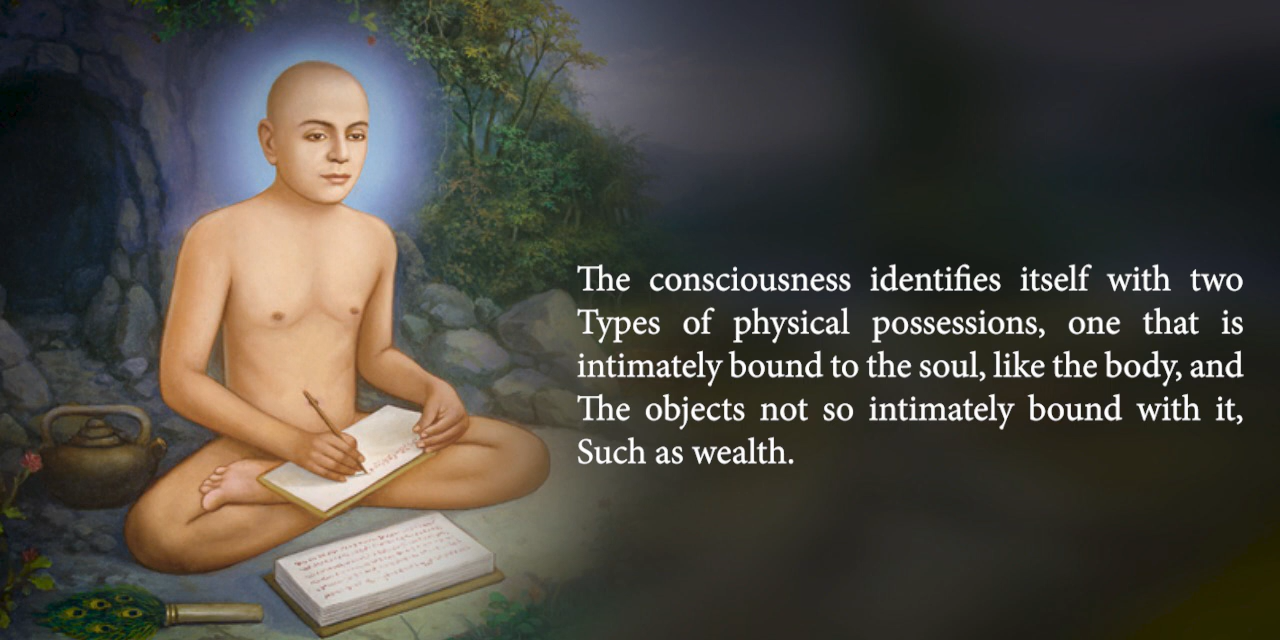 The consciousness identifies itself with two
Types of physical possessions, one that is
intimately bound to the soul, like the body, and
The objects not so intimately bound with it,
Such as wealth.